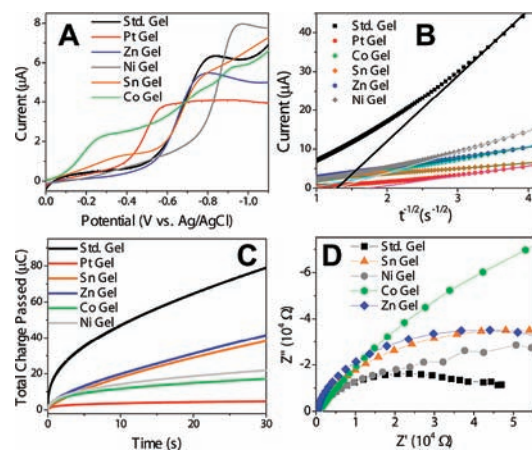 A
Std. Gel
Pt Gel
Zn Gel
Ni Gel
Sn Gel
Co Gel
Current (μA)
8
6
4
2
0
0.0 -0.2 -0.4 -0.6 -0.8 -1.0
Potential (V vs. Ag/AgCl)
B
Std. Gel
Pt Gel
Co Gel
Sn Gel
Zn Gel
Ni Gel
Current (μA)
40
20
0
1 2 3 4
t-1/2(s-1/2)
C
Std. Gel
Pt Gel
Sn Gel
Zn Gel
Co Gel
Ni Gel
Total Charge Passed (μC)
80
60
40
20
0
0 10 20 30
Time (s)
D
Std. Gel
Sn Gel
Ni Gel
Co Gel
Zn Gel
Z'' (10⁴ Ω)
-6
-4
-2
0
0 1 2 3 4 5
Z' (10⁴ Ω)